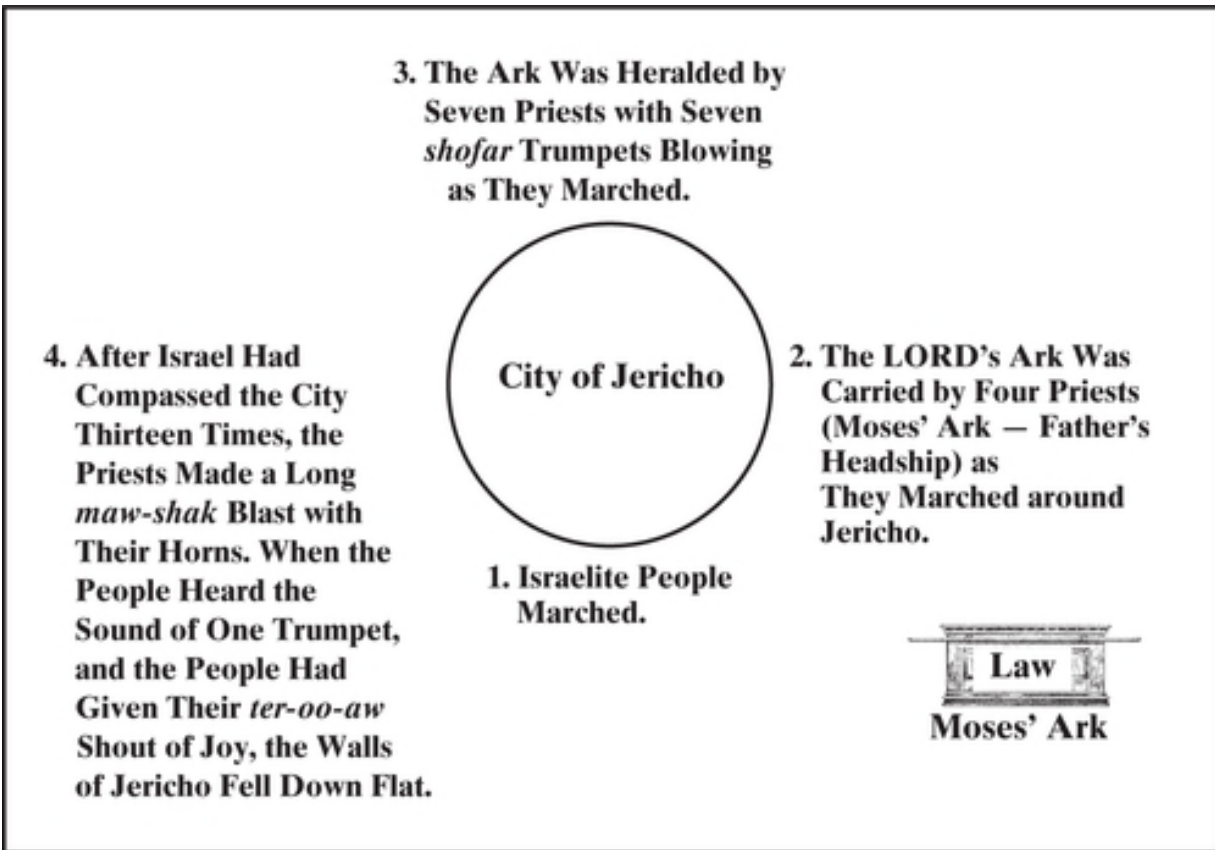 3. The Ark Was Heralded by
Seven Priests with Seven
shofar Trumpets Blowing
as They Marched.
City of Jericho
4. After Israel Had
Compassed the City
Thirteen Times, the
Priests Made a Long
maw-shak Blast with
Their Horns. When the
People Heard the
Sound of One Trumpet,
and the People Had
Given Their ter-oo-aw
Shout of Joy, the Walls
of Jericho Fell Down Flat.
2. The LORD's Ark Was
Carried by Four Priests
(Moses' Ark — Father's
Headship) as
They Marched around
Jericho.
1. Israelite People
Marched.
Law
Moses' Ark